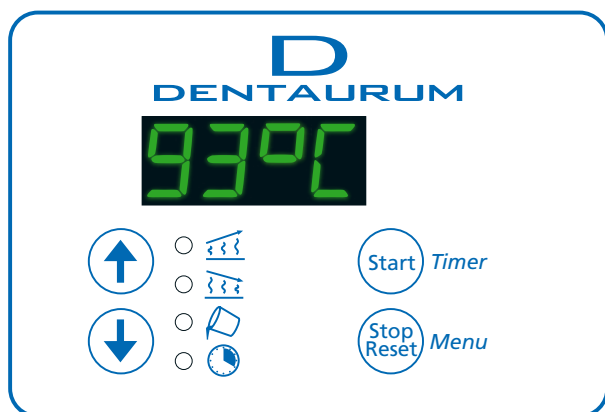 D
DENTAURUM
93°C
Start Timer
Stop
Reset Menu